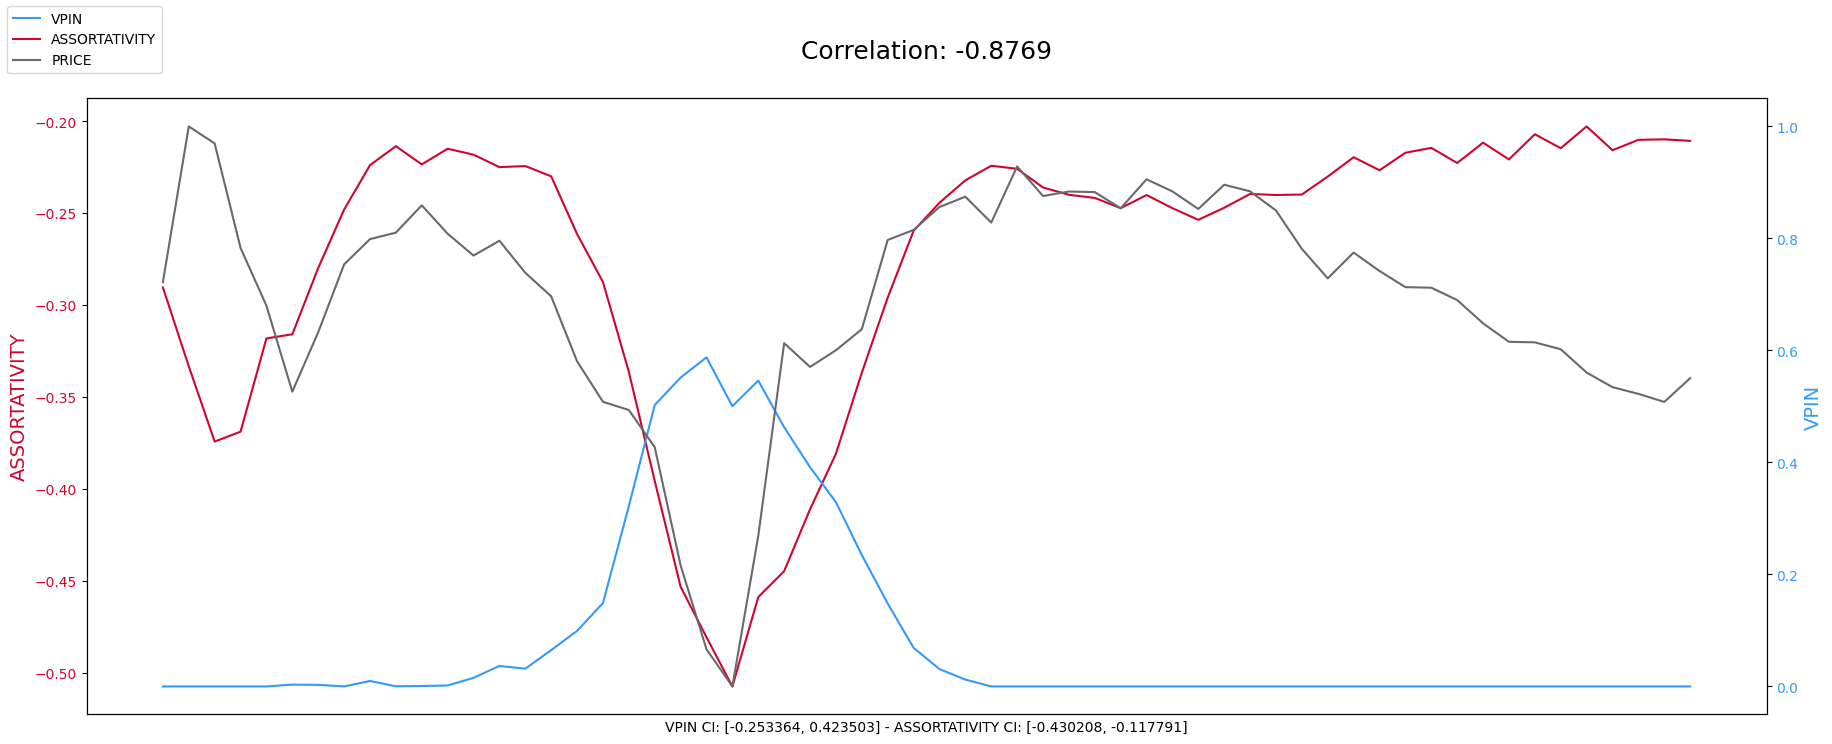 VPIN
ASSORTATIVITY
PRICE
Correlation: -0.8769
ASSORTATIVITY
−0.20
−0.25
−0.30
−0.35
−0.40
−0.45
−0.50
1.0
0.8
0.6
0.4
0.2
0.0
VPIN
VPIN CI: [-0.253364, 0.423503] - ASSORTATIVITY CI: [-0.430208, -0.117791]